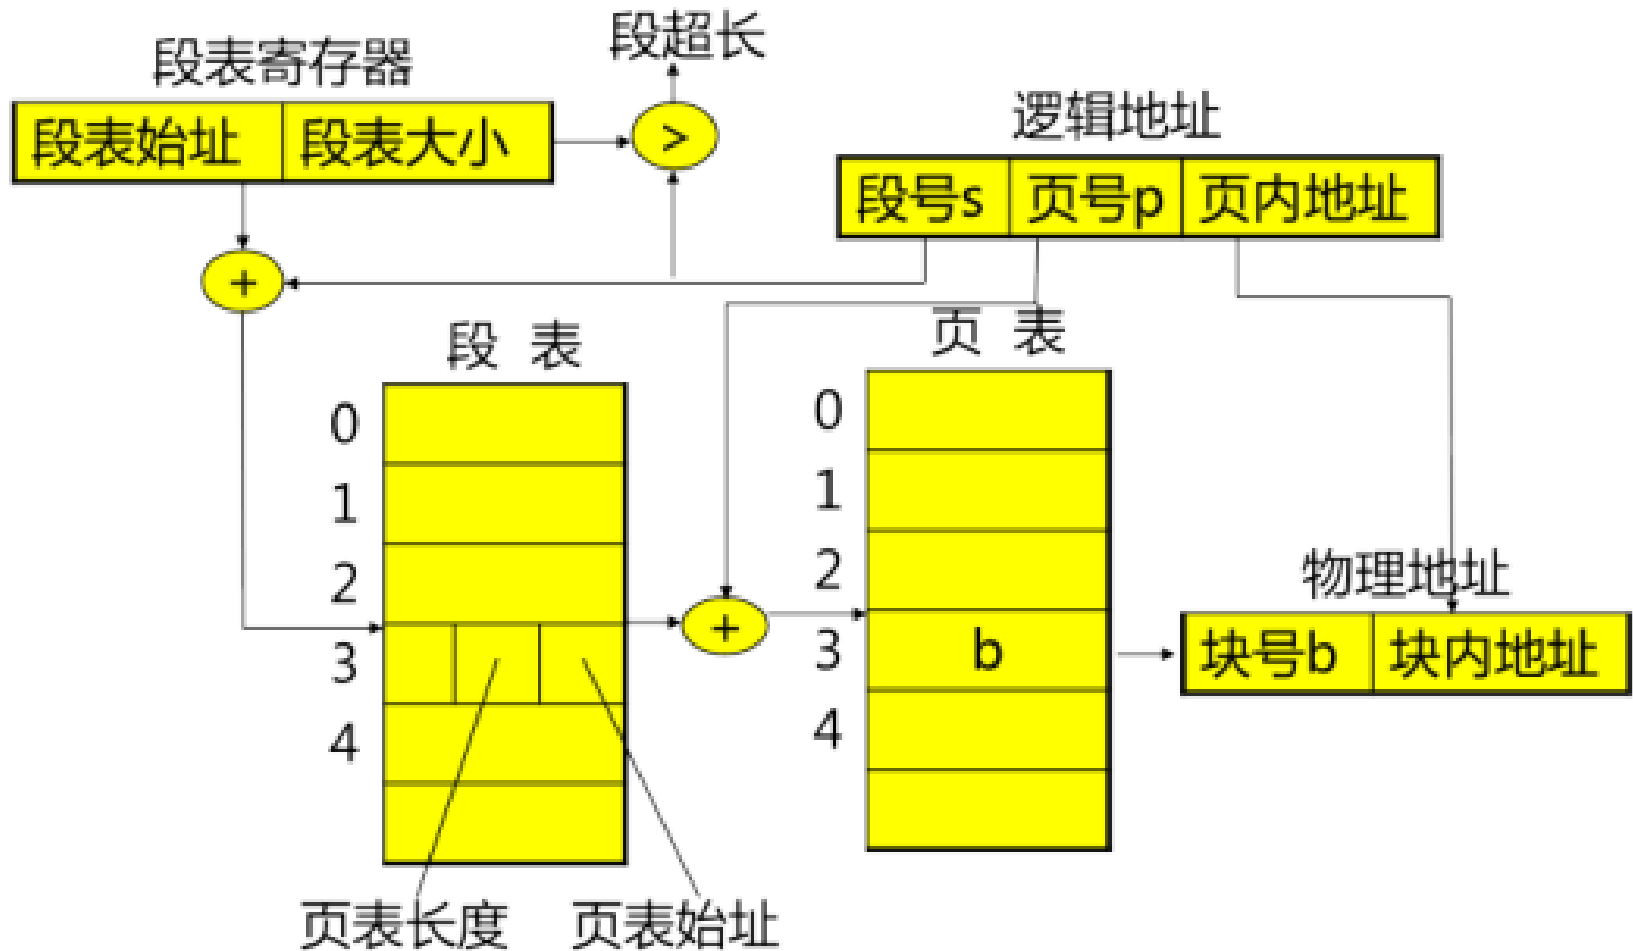 段超长
段表寄存器
段表始址 段表大小
>
逻辑地址
段号s 页号p 页内地址
+
段 表
页 表
0
1
2
3
4
0
1
2
3
4
b
+
物理地址
块号b 块内地址
页表长度 页表始址